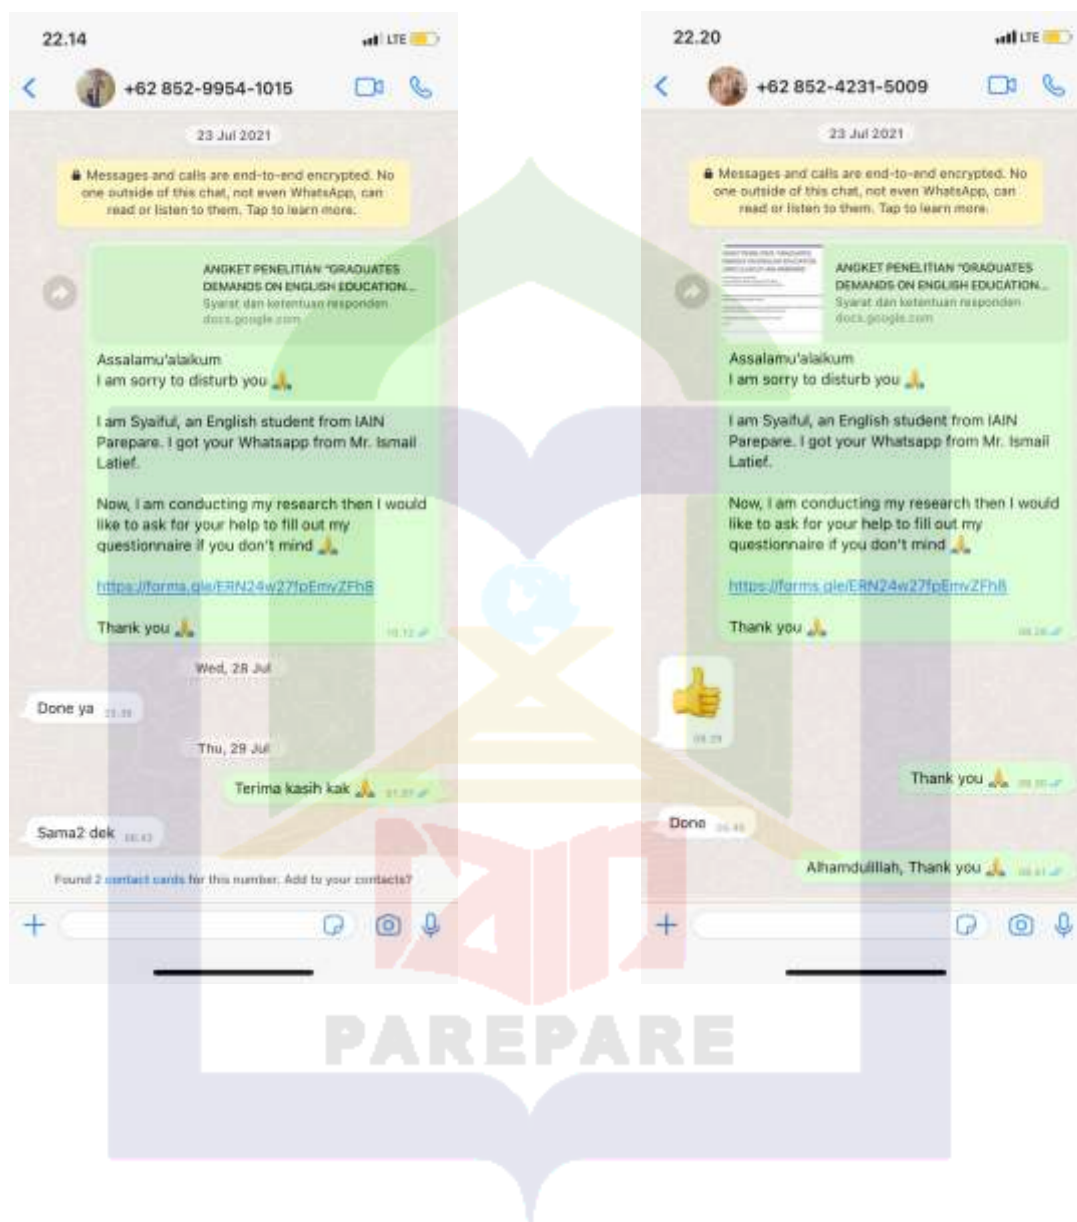 22.14
LTE
+62 852-9954-1015
23 Jul 2021
Messages and calls are end-to-end encrypted. No
one outside of this chat, not even WhatsApp, can
read or listen to them. Tap to learn more.
ANGKET PENELITIAN "GRADUATES
DEMANDS ON ENGLISH EDUCATION...
Syarat dan ketentuan responden
docs.google.com
Assalamu'alaikum
I am sorry to disturb you 🙏
I am Syaiful, an English student from IAIN
Parepare. I got your Whatsapp from Mr. Ismail
Latief.
Now, I am conducting my research then I would
like to ask for your help to fill out my
questionnaire if you don't mind 🙏
https://forms.gle/ERN24w27fpEmvZFh8
Thank you 🙏
Wed, 28 Jul
Done ya
Thu, 29 Jul
Terima kasih kak 🙏
Sama2 dek
Found 2 contact cards for this number. Add to your contacts?
22.20
LTE
+62 852-4231-5009
23 Jul 2021
Messages and calls are end-to-end encrypted. No
one outside of this chat, not even WhatsApp, can
read or listen to them. Tap to learn more.
ANGKET PENELITIAN "GRADUATES
DEMANDS ON ENGLISH EDUCATION...
Syarat dan ketentuan responden
docs.google.com
Assalamu'alaikum
I am sorry to disturb you 🙏
I am Syaiful, an English student from IAIN
Parepare. I got your Whatsapp from Mr. Ismail
Latief.
Now, I am conducting my research then I would
like to ask for your help to fill out my
questionnaire if you don't mind 🙏
https://forms.gle/ERN24w27fpEmvZFh8
Thank you 🙏
👍
Thank you 🙏
Done
Alhamdulillah, Thank you 🙏
PAREPARE